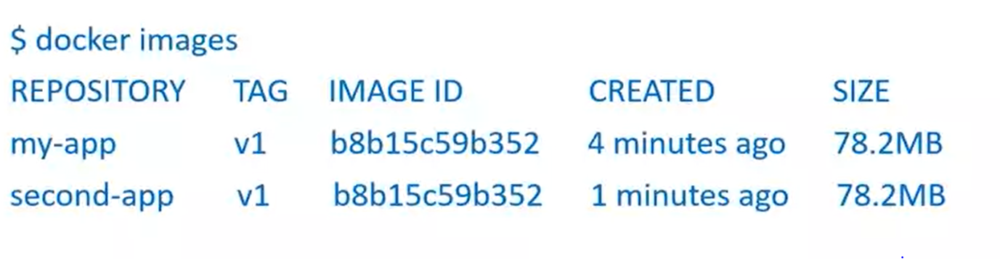 $ docker images
REPOSITORY TAG IMAGE ID CREATED SIZE
my-app v1 b8b15c59b352 4 minutes ago 78.2MB
second-app v1 b8b15c59b352 1 minutes ago 78.2MB